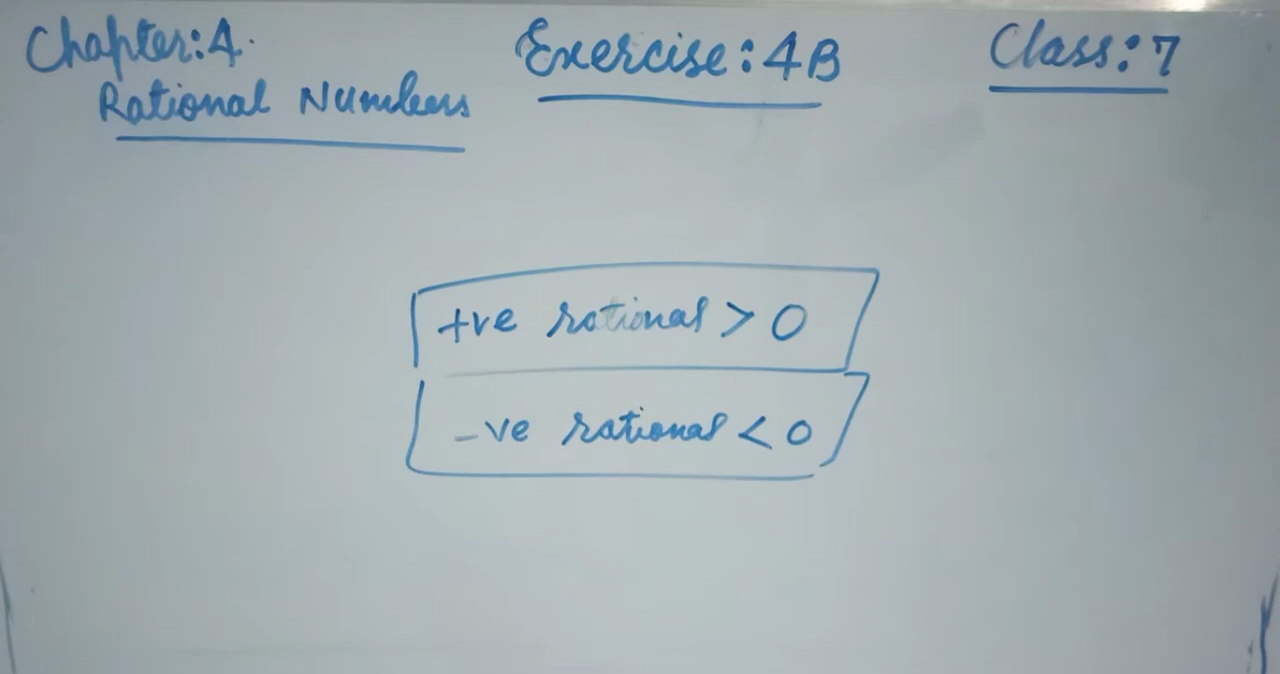 Chapter:4.
Rational Numbers
Exercise:4B
Class:7
+ve rational > 0
-ve rational < 0